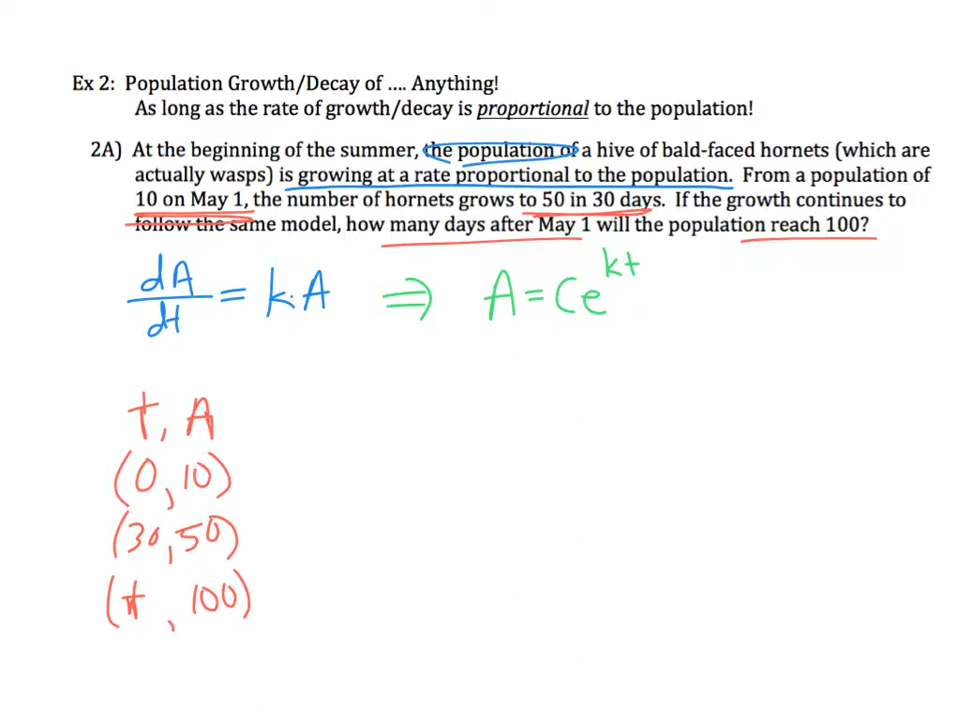 Ex 2: Population Growth/Decay of .... Anything!
As long as the rate of growth/decay is proportional to the population!
2A) At the beginning of the summer, the population of a hive of bald-faced hornets (which are
actually wasps) is growing at a rate proportional to the population. From a population of
10 on May 1, the number of hornets grows to 50 in 30 days. If the growth continues to
follow the same model, how many days after May 1 will the population reach 100?
dA/dt = k·A ⇒ A = Ce^kt
t, A
(0, 10)
(30, 50)
(t, 100)